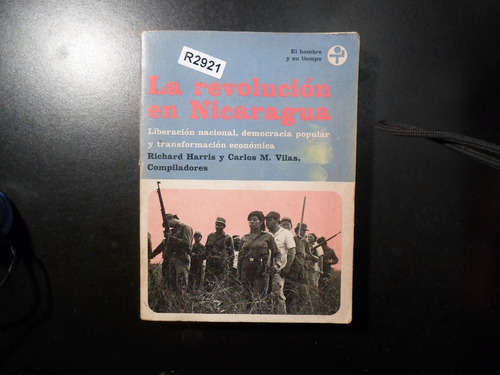 R2921
El hombre
y su tiempo
La revolución
en Nicaragua
Liberación nacional, democracia popular
y transformación económica
Richard Harris y Carlos M. Vilas,
Compiladores